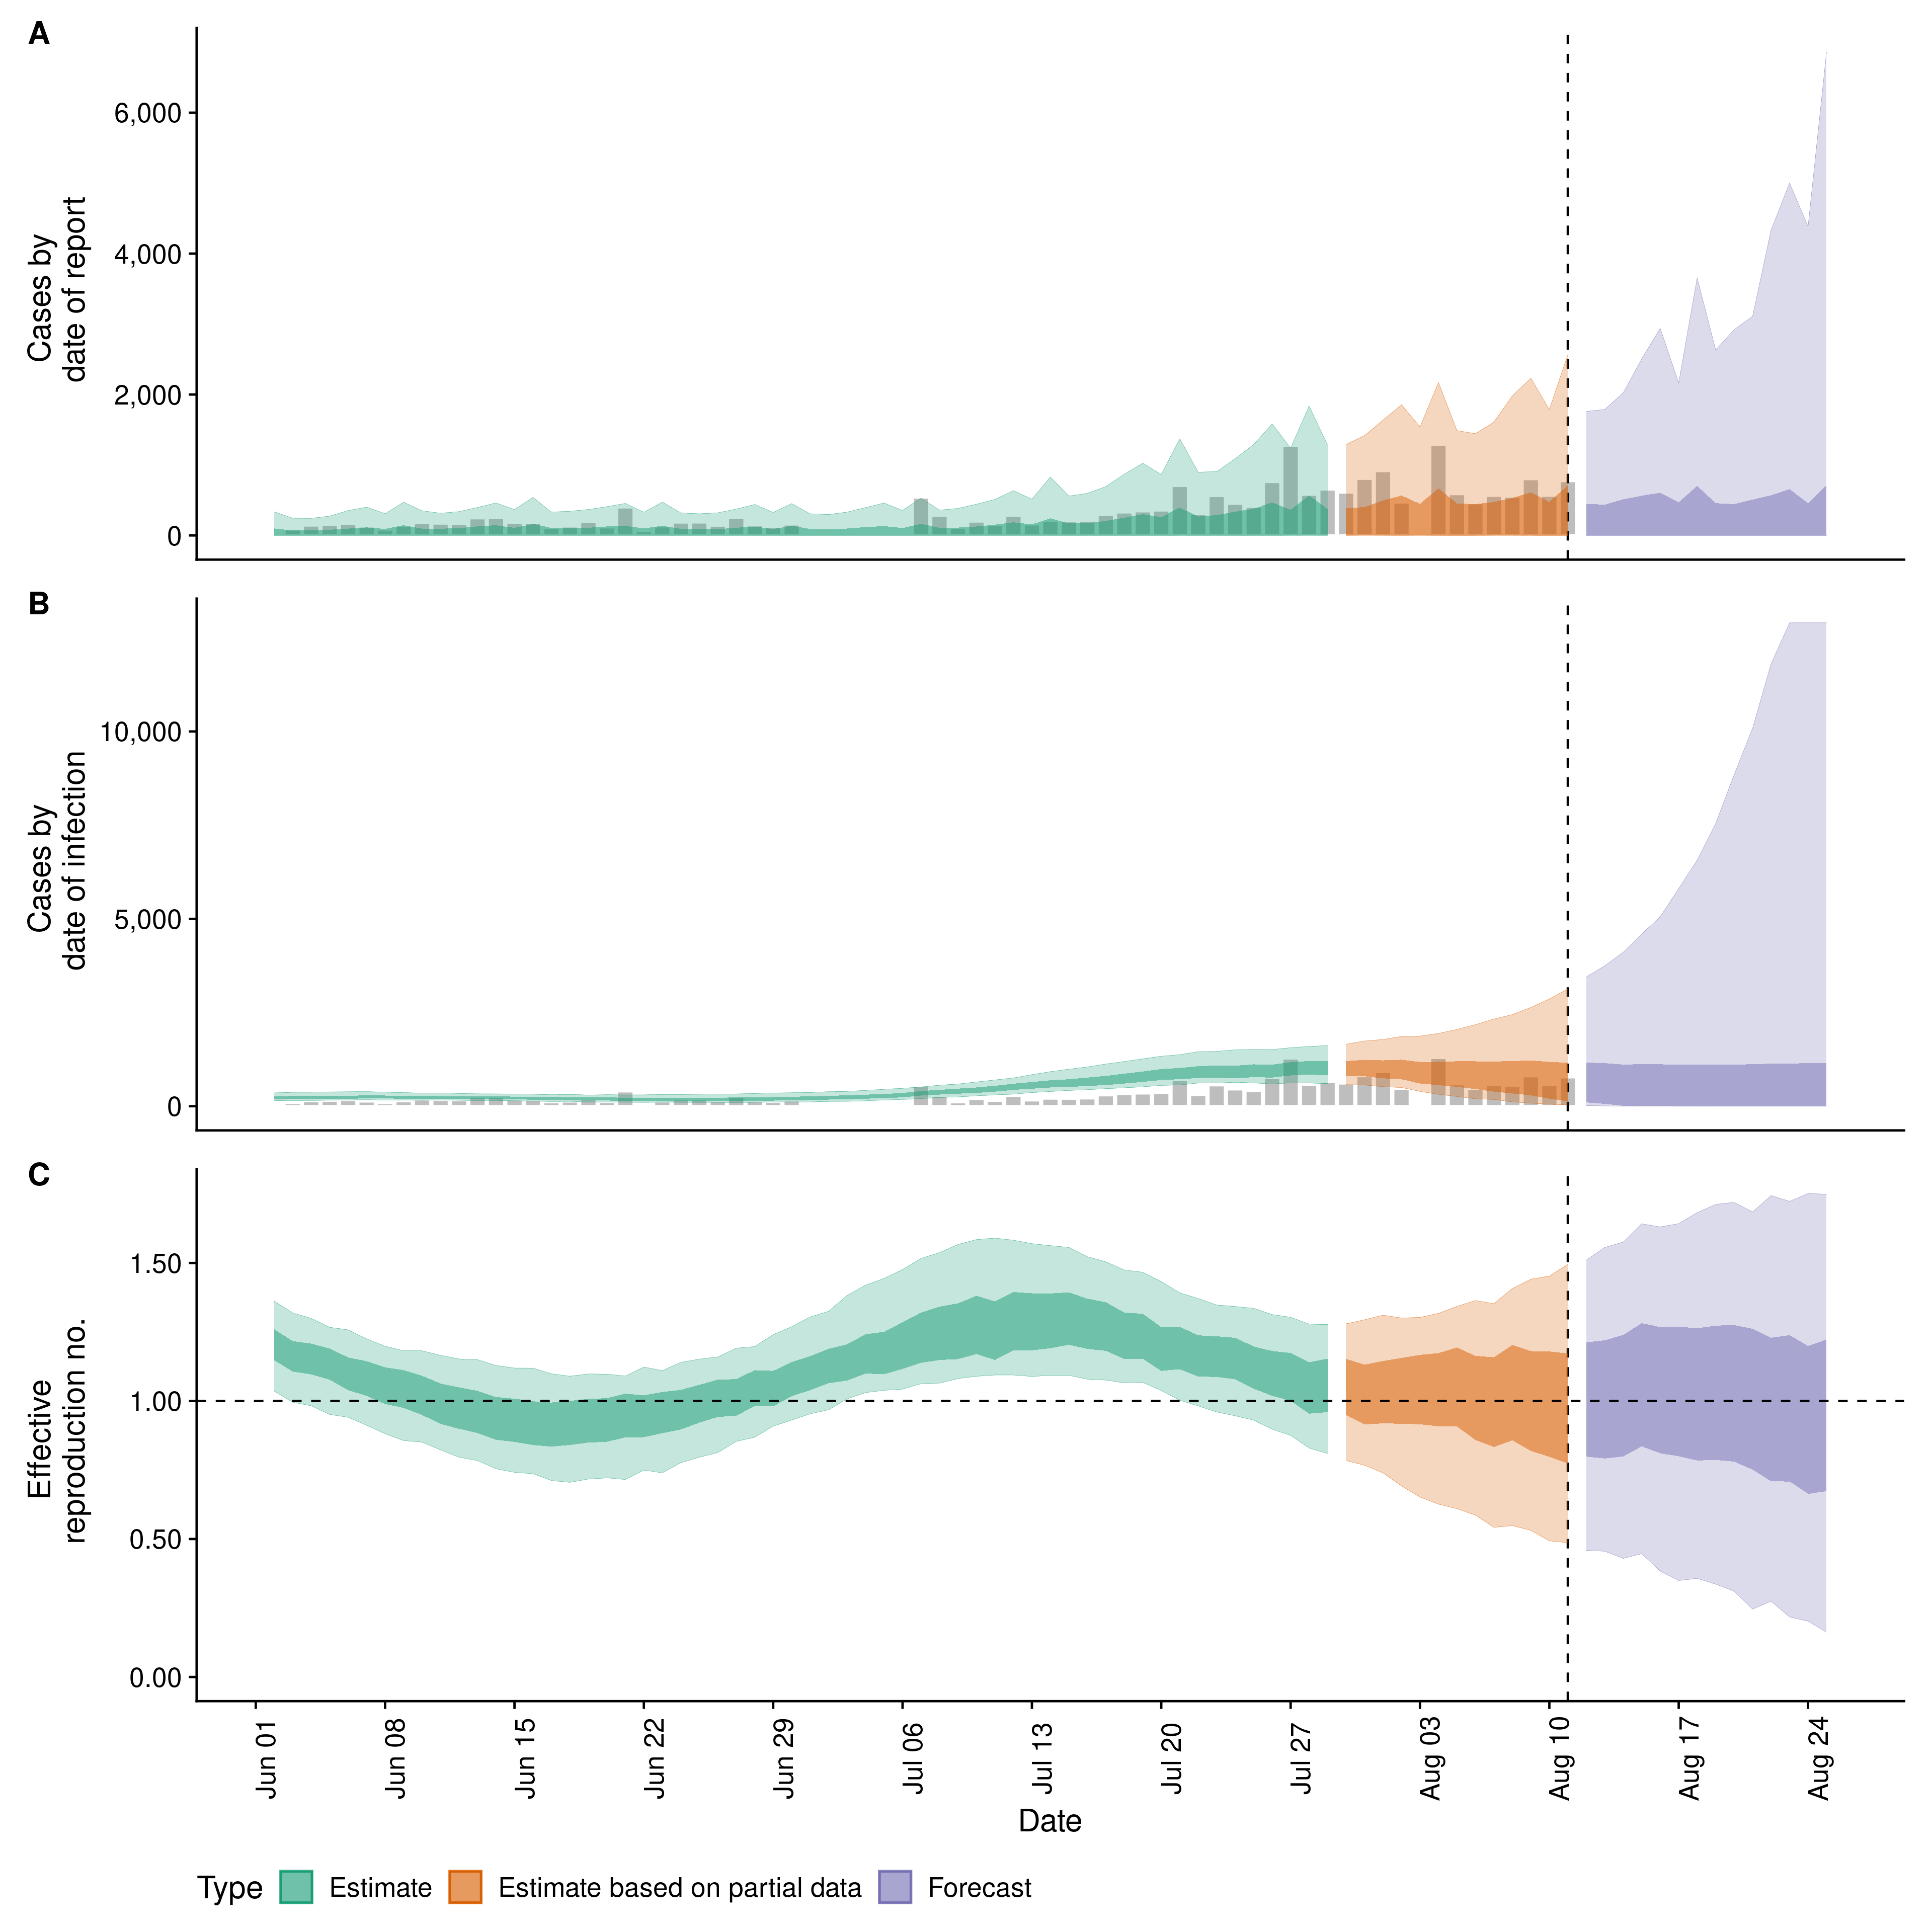 A
Cases by
date of report
6,000
4,000
2,000
0
B
Cases by
date of infection
10,000
5,000
0
C
Effective
reproduction no.
1.50
1.00
0.50
0.00
Jun 01
Jun 08
Jun 15
Jun 22
Jun 29
Jul 06
Jul 13
Jul 20
Jul 27
Aug 03
Aug 10
Aug 17
Aug 24
Date
Type Estimate Estimate based on partial data Forecast